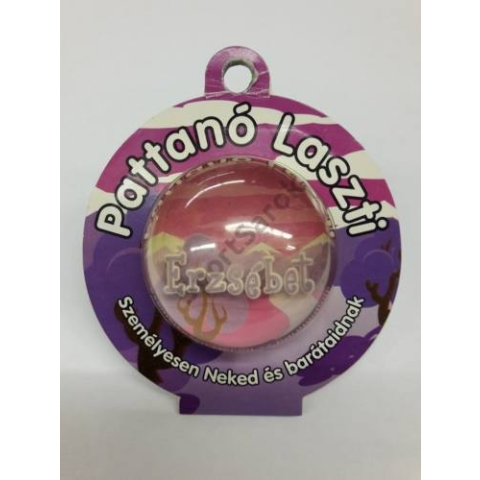 Pattanó Laszti
Erzsébet
Személyesen Neked és barátaidnak